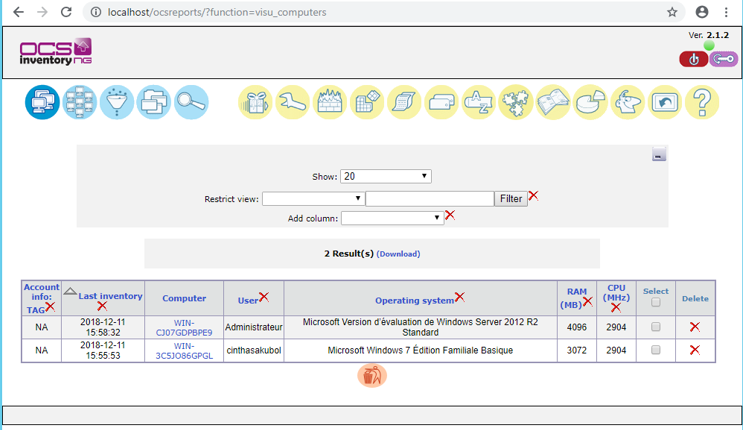 localhost/ocsreports/?function=visu_computers
Ver. 2.1.2
OCS
inventory NG
A
Z
?
Show: 20
Restrict view: Filter
Add column:
2 Result(s) (Download)
Account info: TAG Last inventory Computer User Operating system RAM (MB) CPU (MHz) Select Delete
NA 2018-12-11 15:58:32 WIN-CJ07GDPBPE9 Administrateur Microsoft Version d'évaluation de Windows Server 2012 R2 Standard 4096 2904
NA 2018-12-11 15:55:53 WIN-3C5JO86GPGL cinthasakubol Microsoft Windows 7 Édition Familiale Basique 3072 2904